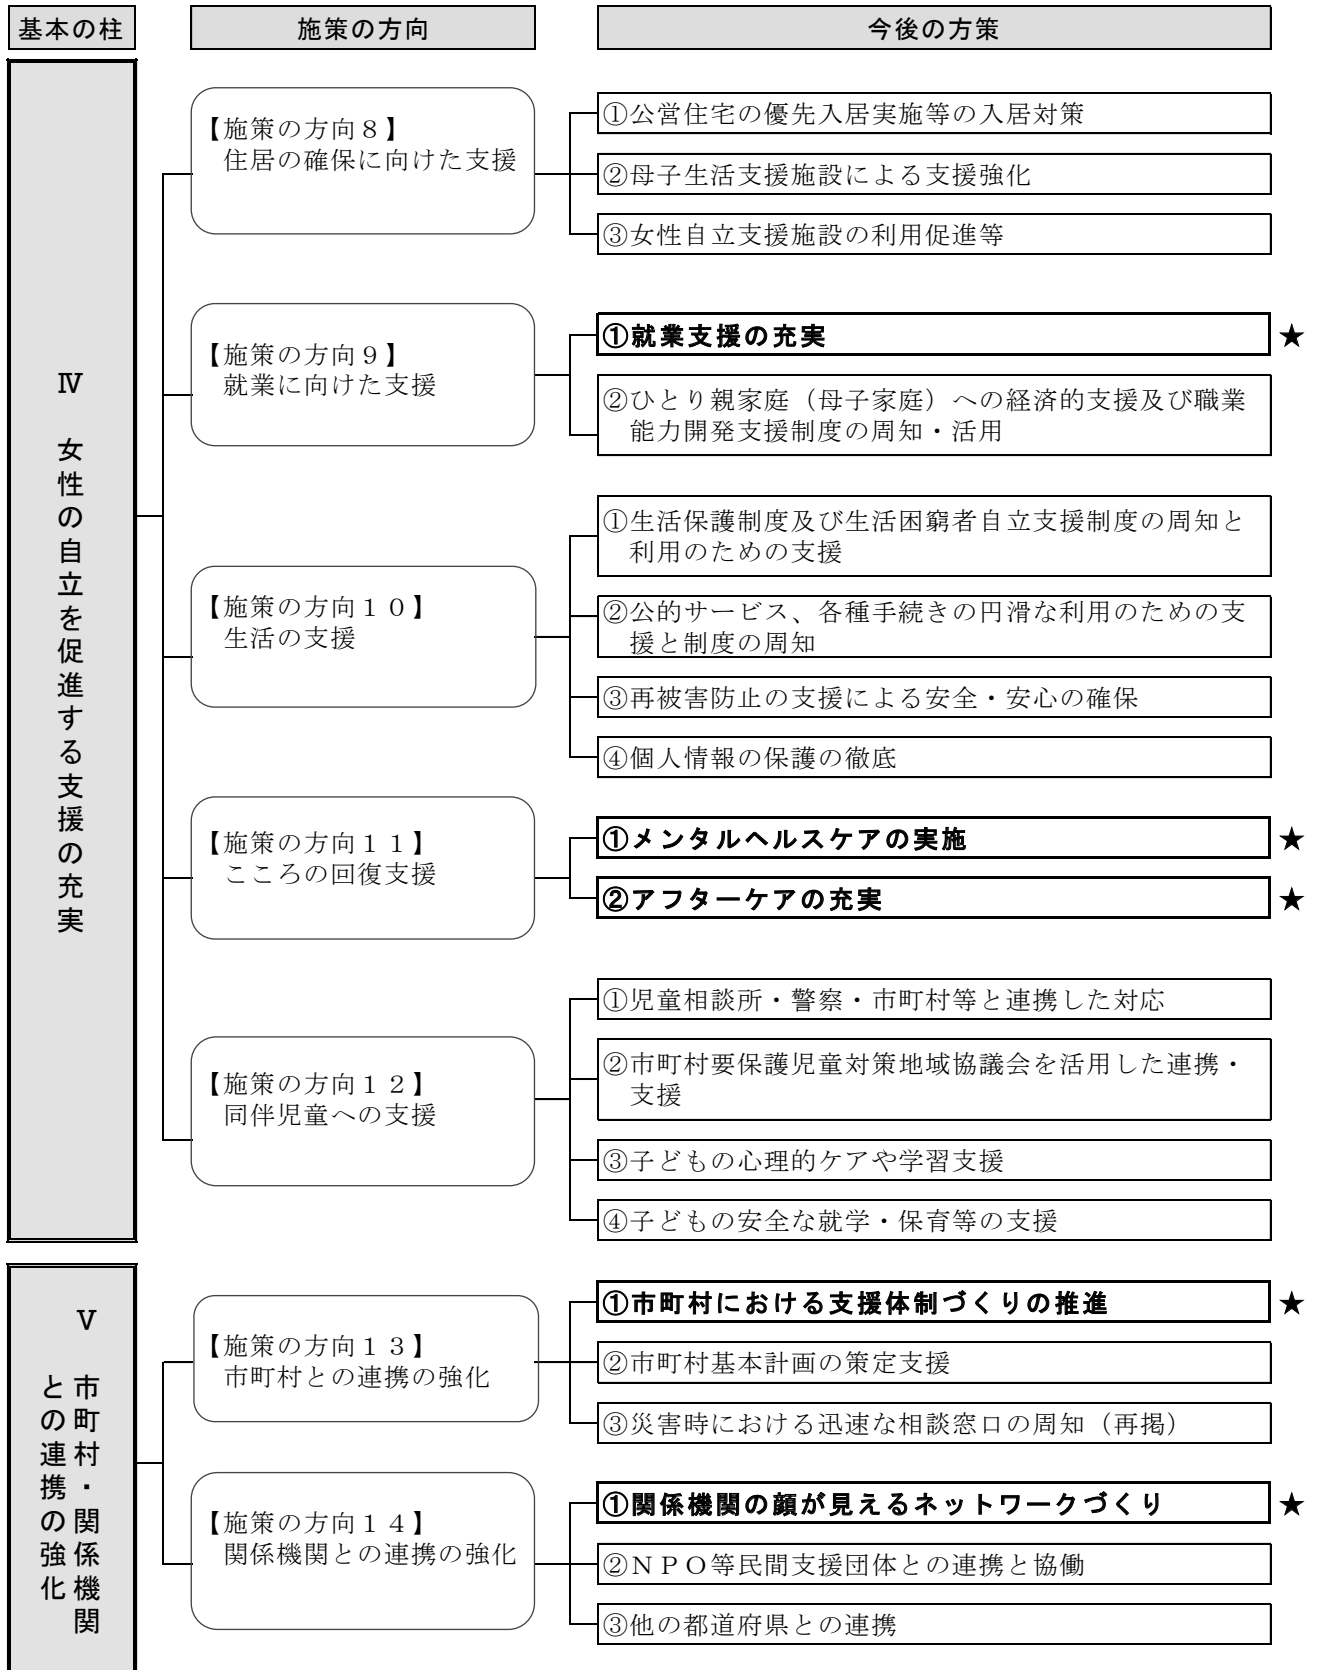 基本の柱
施策の方向
今後の方策
Ⅳ　女性の自立を促進する支援の充実
【施策の方向８】
住居の確保に向けた支援
①公営住宅の優先入居実施等の入居対策
②母子生活支援施設による支援強化
③女性自立支援施設の利用促進等
【施策の方向９】
就業に向けた支援
①就業支援の充実 ★
②ひとり親家庭（母子家庭）への経済的支援及び職業
能力開発支援制度の周知・活用
【施策の方向１０】
生活の支援
①生活保護制度及び生活困窮者自立支援制度の周知と
利用のための支援
②公的サービス、各種手続きの円滑な利用のための支
援と制度の周知
③再被害防止の支援による安全・安心の確保
④個人情報の保護の徹底
【施策の方向１１】
こころの回復支援
①メンタルヘルスケアの実施 ★
②アフターケアの充実 ★
【施策の方向１２】
同伴児童への支援
①児童相談所・警察・市町村等と連携した対応
②市町村要保護児童対策地域協議会を活用した連携・
支援
③子どもの心理的ケアや学習支援
④子どもの安全な就学・保育等の支援
Ⅴ　市町村・関係機関
との連携の強化
【施策の方向１３】
市町村との連携の強化
①市町村における支援体制づくりの推進 ★
②市町村基本計画の策定支援
③災害時における迅速な相談窓口の周知（再掲）
【施策の方向１４】
関係機関との連携の強化
①関係機関の顔が見えるネットワークづくり ★
②ＮＰＯ等民間支援団体との連携と協働
③他の都道府県との連携